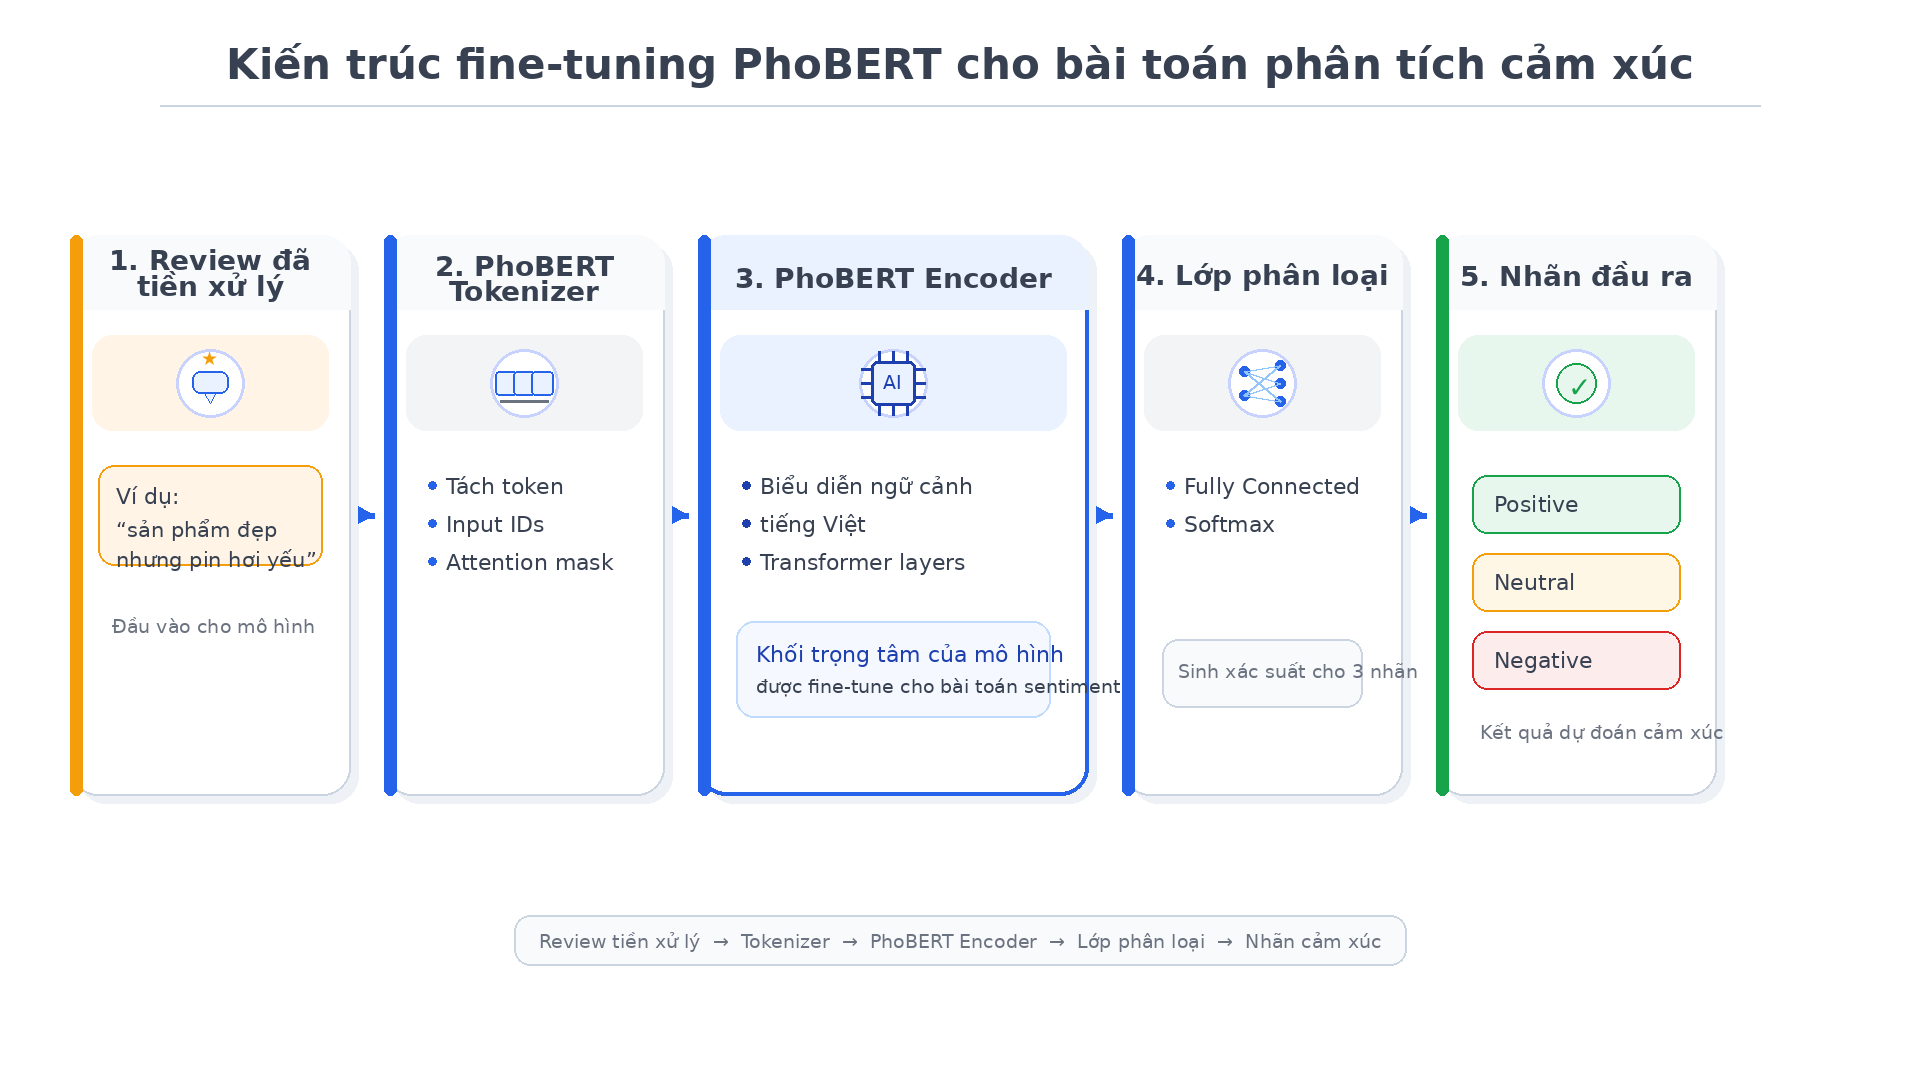 Kiến trúc fine-tuning PhoBERT cho bài toán phân tích cảm xúc
1. Review đã
tiền xử lý
★
Ví dụ:
“sản phẩm đẹp
nhưng pin hơi yếu”
Đầu vào cho mô hình
2. PhoBERT
Tokenizer
• Tách token
• Input IDs
• Attention mask
3. PhoBERT Encoder
AI
• Biểu diễn ngữ cảnh
• tiếng Việt
• Transformer layers
Khối trọng tâm của mô hình
được fine-tune cho bài toán sentiment
4. Lớp phân loại
• Fully Connected
• Softmax
Sinh xác suất cho 3 nhãn
5. Nhãn đầu ra
✓
Positive
Neutral
Negative
Kết quả dự đoán cảm xúc
Review tiền xử lý → Tokenizer → PhoBERT Encoder → Lớp phân loại → Nhãn cảm xúc